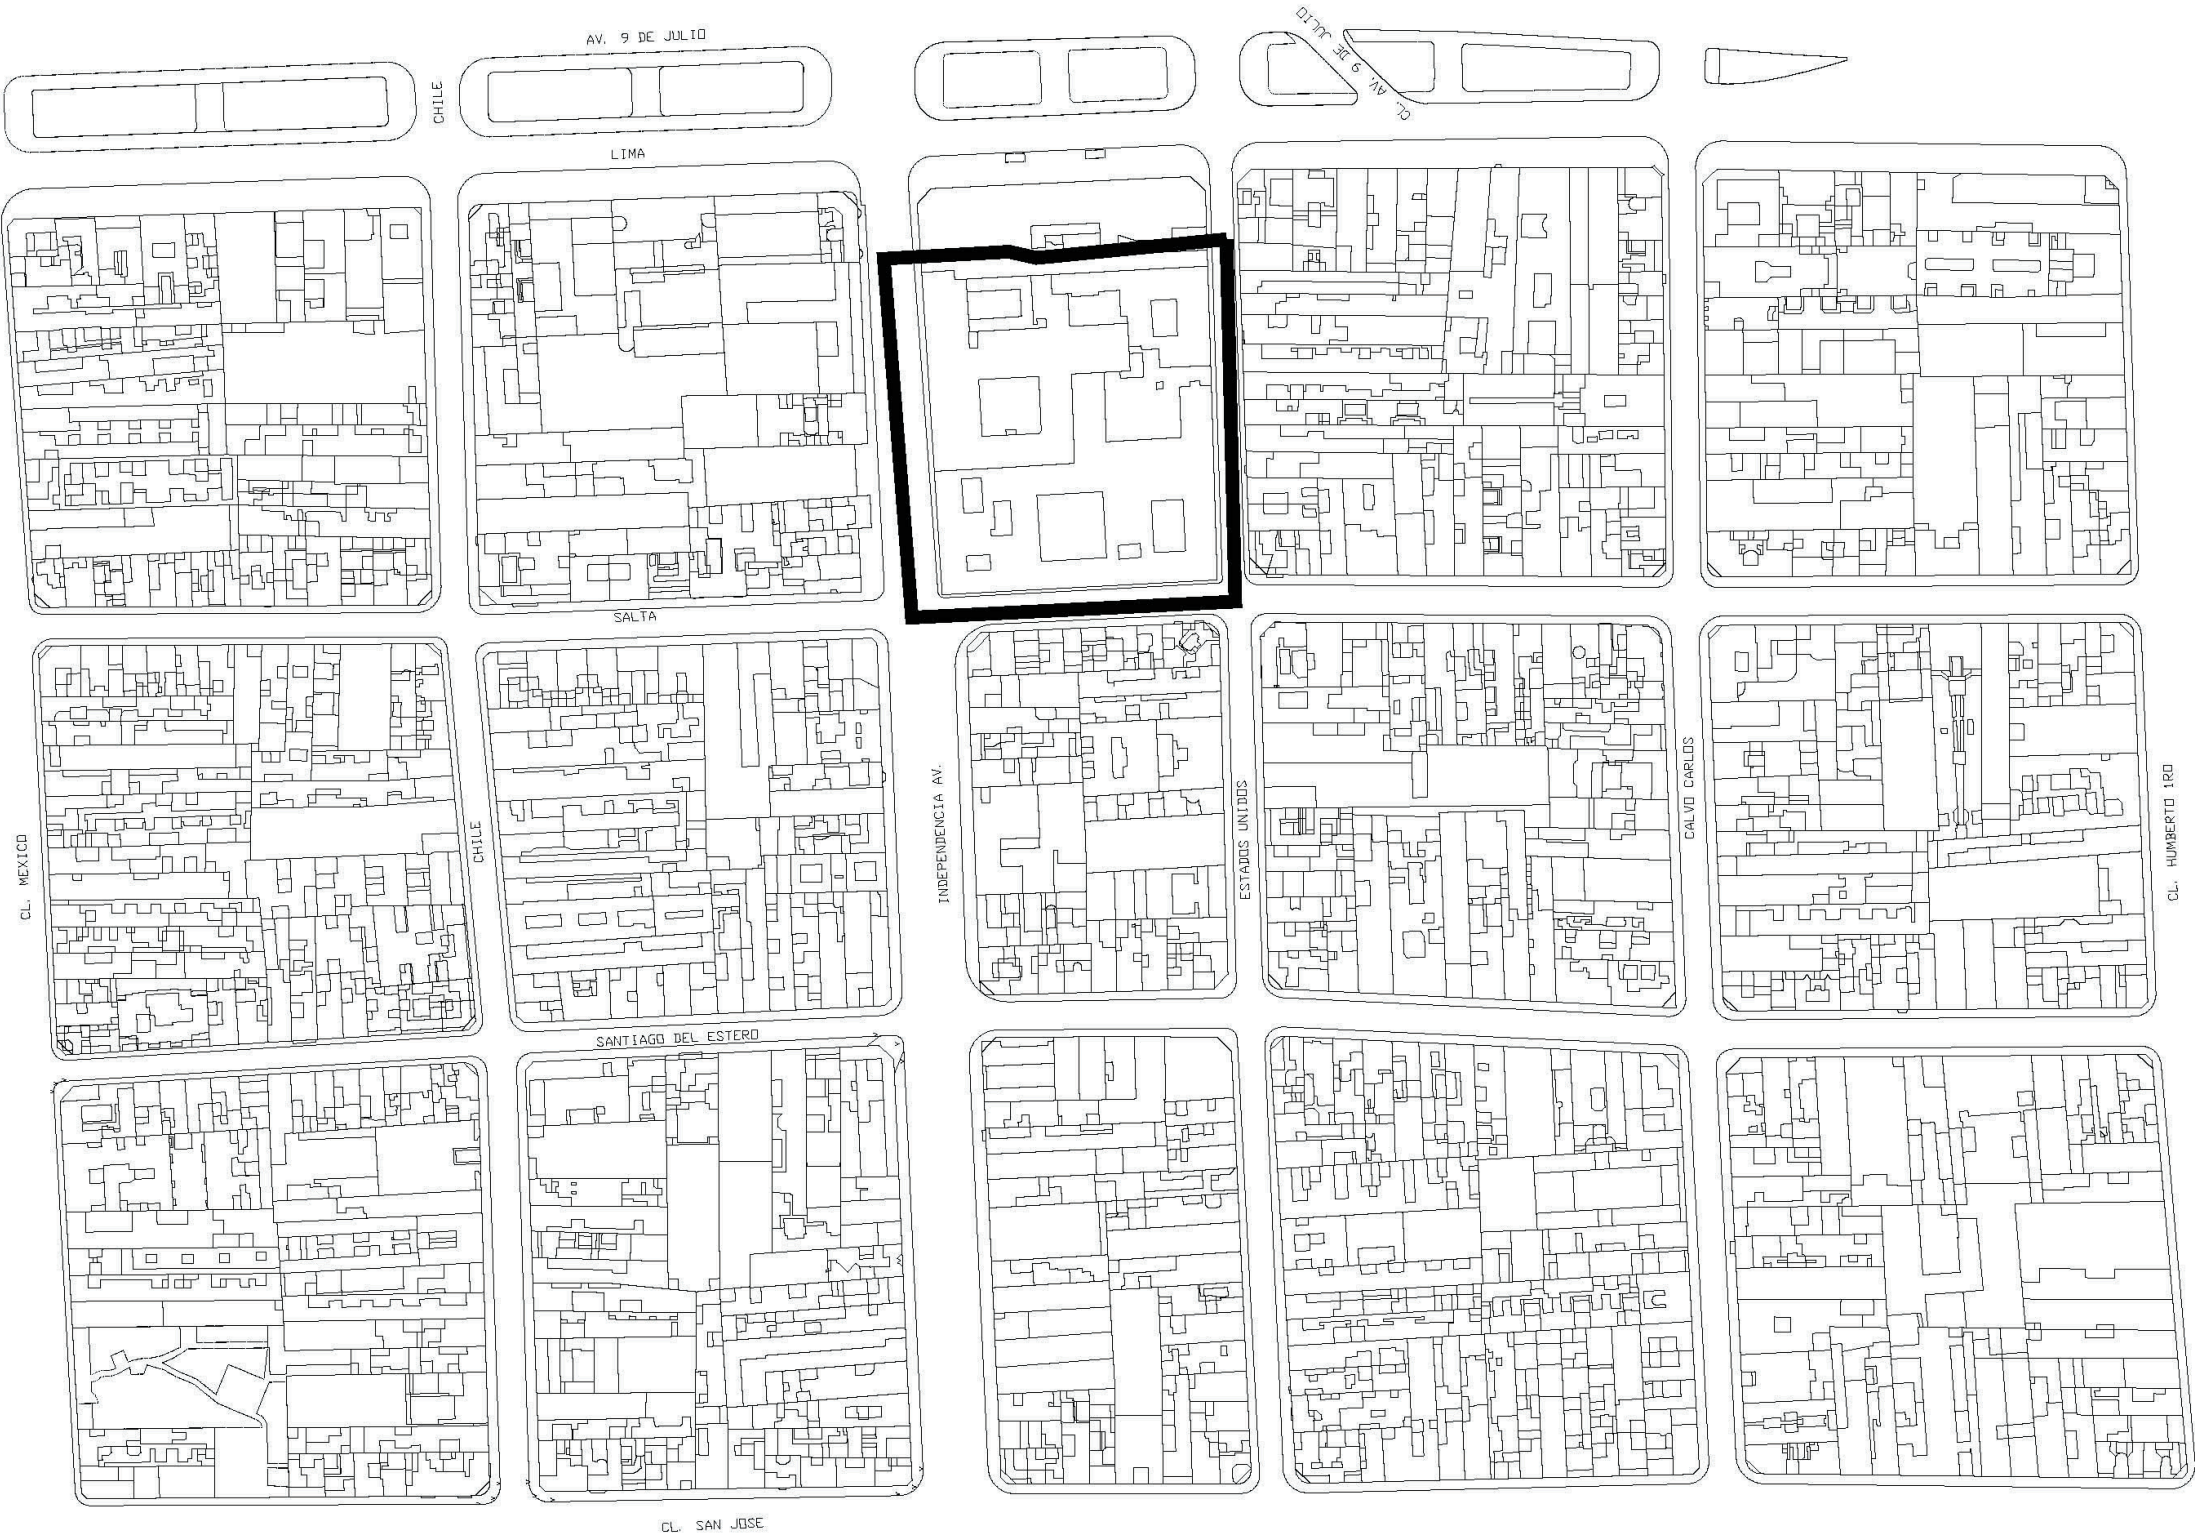 AV. 9 DE JULIO
CL. AV. 9 DE JULIO
CHILE
LIMA
SALTA
CL. MEXICO
CHILE
INDEPENDENCIA AV.
ESTADOS UNIDOS
CALVO CARLOS
CL. HUMBERTO 1RO
SANTIAGO DEL ESTERO
CL. SAN JOSE